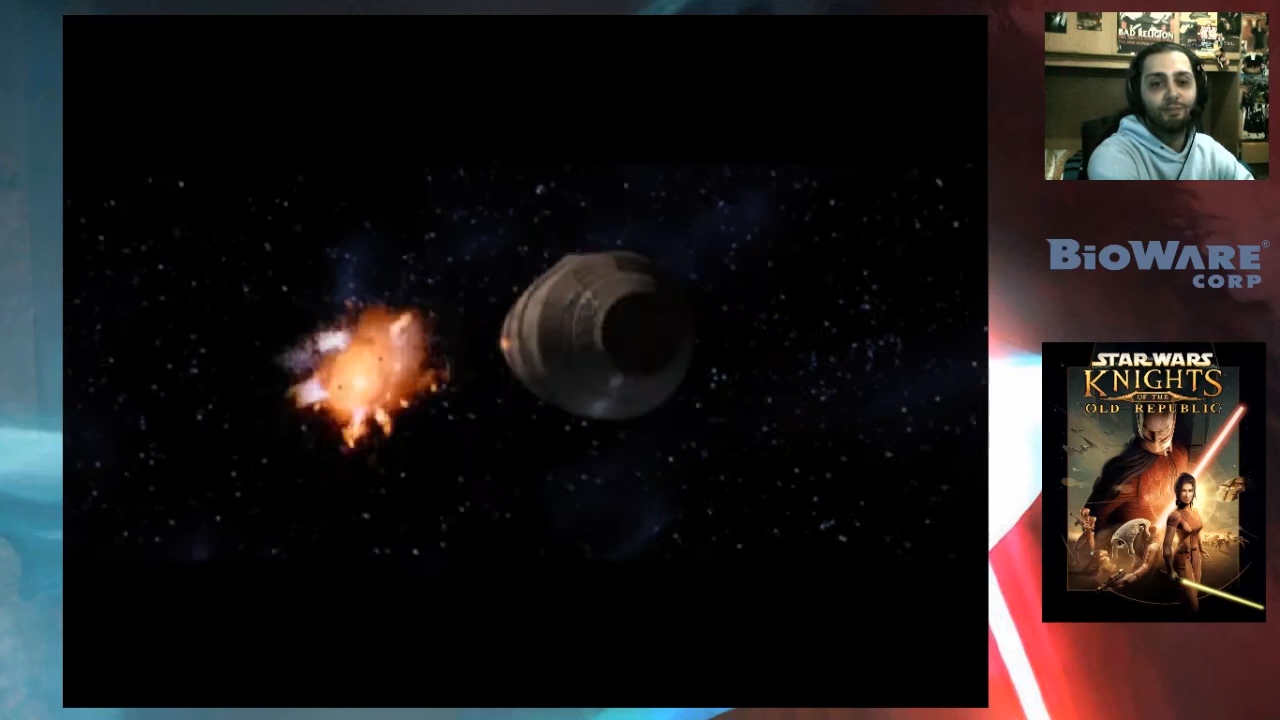 BAD RELIGION
BIOWARE®
CORP
STAR WARS
KNIGHTS
OF THE
OLD REPUBLIC